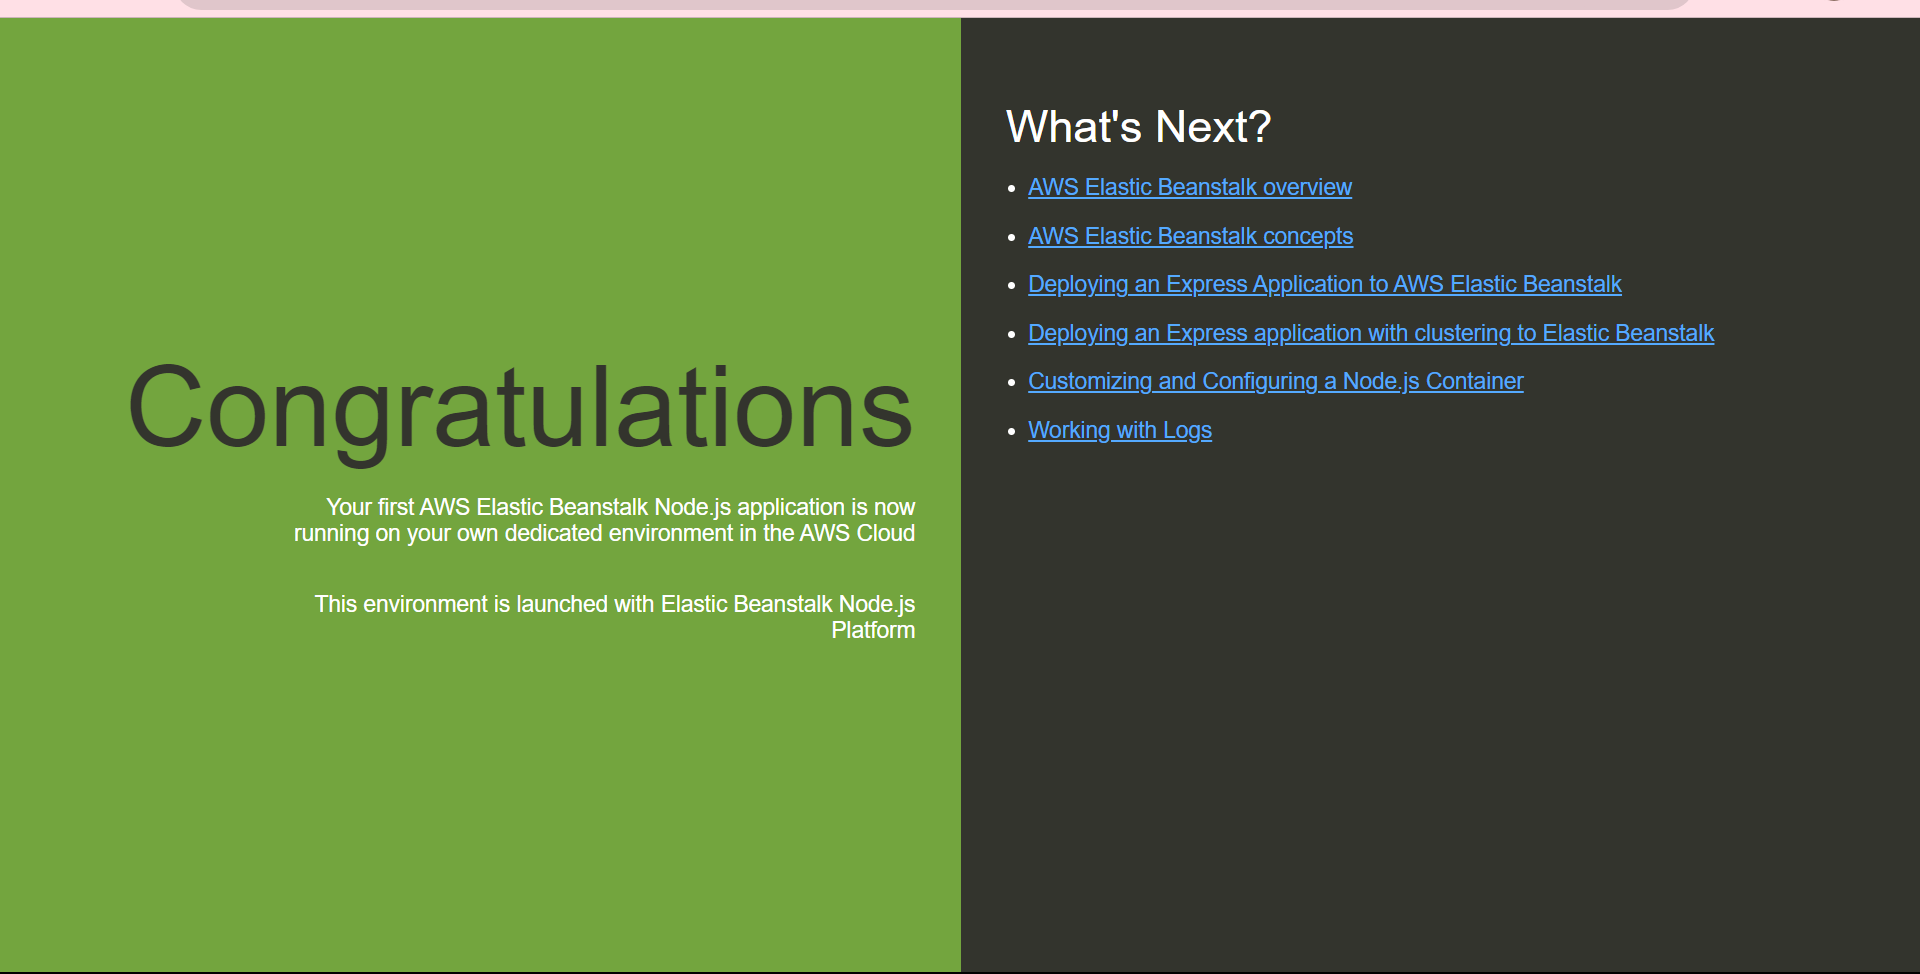 Congratulations
Your first AWS Elastic Beanstalk Node.js application is now
running on your own dedicated environment in the AWS Cloud
This environment is launched with Elastic Beanstalk Node.js
Platform
What's Next?
AWS Elastic Beanstalk overview
AWS Elastic Beanstalk concepts
Deploying an Express Application to AWS Elastic Beanstalk
Deploying an Express application with clustering to Elastic Beanstalk
Customizing and Configuring a Node.js Container
Working with Logs